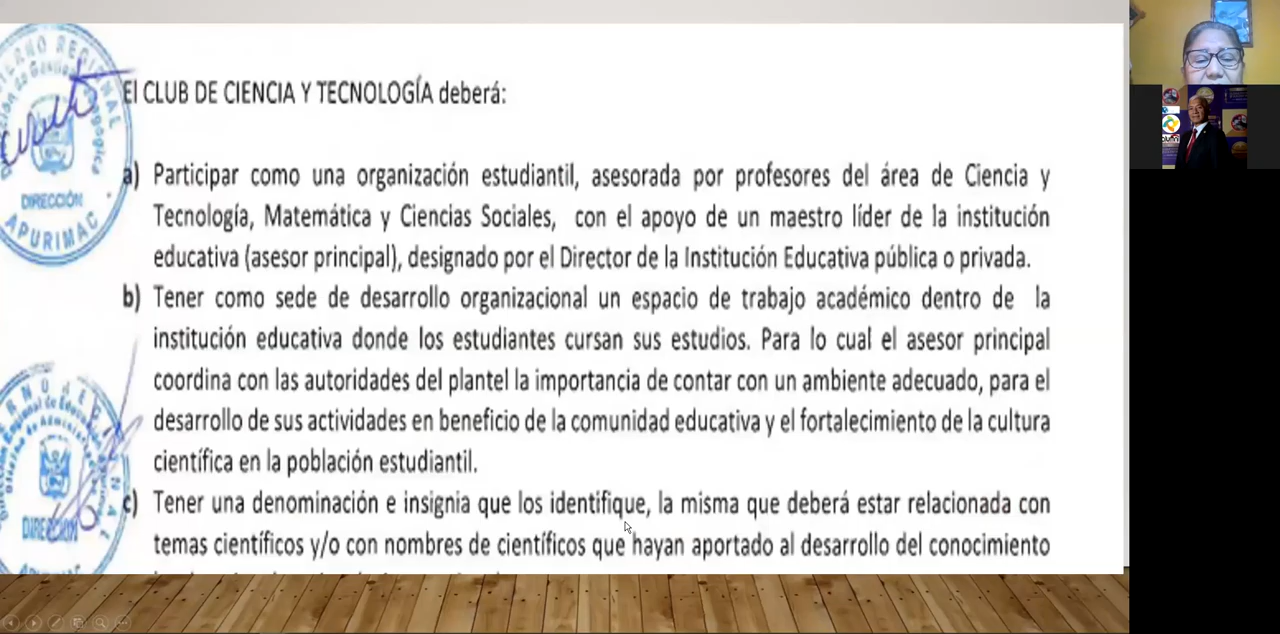 El CLUB DE CIENCIA Y TECNOLOGÍA deberá:
a) Participar como una organización estudiantil, asesorada por profesores del área de Ciencia y
Tecnología, Matemática y Ciencias Sociales, con el apoyo de un maestro líder de la institución
educativa (asesor principal), designado por el Director de la Institución Educativa pública o privada.
b) Tener como sede de desarrollo organizacional un espacio de trabajo académico dentro de la
institución educativa donde los estudiantes cursan sus estudios. Para lo cual el asesor principal
coordina con las autoridades del plantel la importancia de contar con un ambiente adecuado, para el
desarrollo de sus actividades en beneficio de la comunidad educativa y el fortalecimiento de la cultura
científica en la población estudiantil.
c) Tener una denominación e insignia que los identifique, la misma que deberá estar relacionada con
temas científicos y/o con nombres de científicos que hayan aportado al desarrollo del conocimiento
DIRECCIÓN
APURIMAC